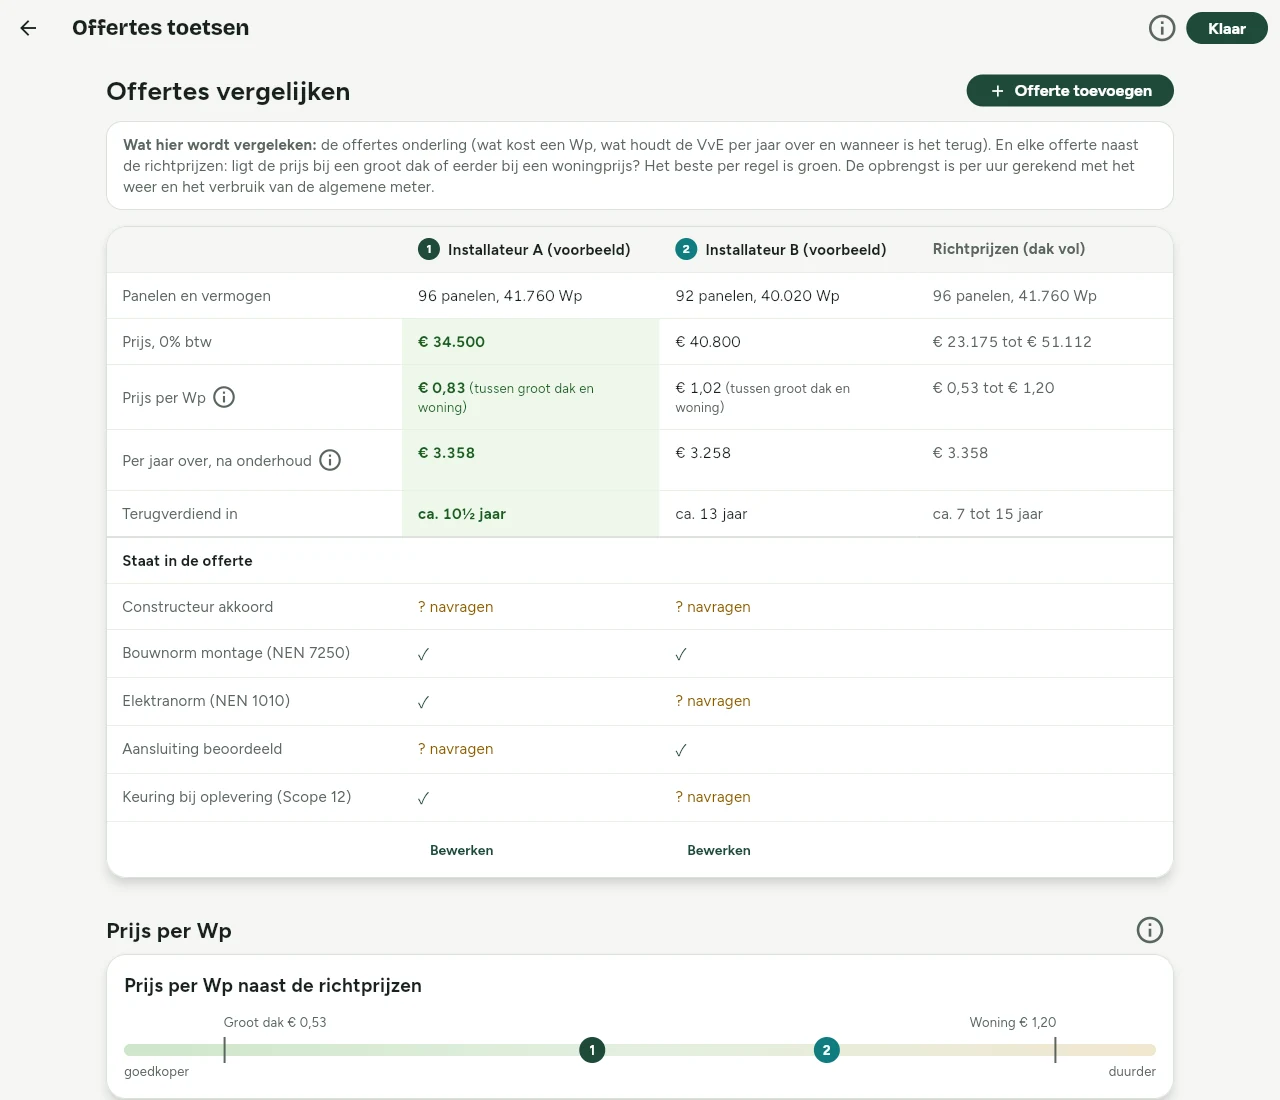 Offertes toetsen
Klaar
Offertes vergelijken
+ Offerte toevoegen
Wat hier wordt vergeleken: de offertes onderling (wat kost een Wp, wat houdt de VvE per jaar over en wanneer is het terug). En elke offerte naast
de richtprijzen: ligt de prijs bij een groot dak of eerder bij een woningprijs? Het beste per regel is groen. De opbrengst is per uur gerekend met het
weer en het verbruik van de algemene meter.
1 Installateur A (voorbeeld) 2 Installateur B (voorbeeld) Richtprijzen (dak vol)
Panelen en vermogen 96 panelen, 41.760 Wp 92 panelen, 40.020 Wp 96 panelen, 41.760 Wp
Prijs, 0% btw € 34.500 € 40.800 € 23.175 tot € 51.112
Prijs per Wp € 0,83 (tussen groot dak en woning) € 1,02 (tussen groot dak en woning) € 0,53 tot € 1,20
Per jaar over, na onderhoud € 3.358 € 3.258 € 3.358
Terugverdiend in ca. 10½ jaar ca. 13 jaar ca. 7 tot 15 jaar
Staat in de offerte
Constructeur akkoord ? navragen ? navragen
Bouwnorm montage (NEN 7250) ✓ ✓
Elektranorm (NEN 1010) ✓ ? navragen
Aansluiting beoordeeld ? navragen ✓
Keuring bij oplevering (Scope 12) ✓ ? navragen
Bewerken Bewerken
Prijs per Wp
Prijs per Wp naast de richtprijzen
Groot dak € 0,53 Woning € 1,20
1 2
goedkoper duurder